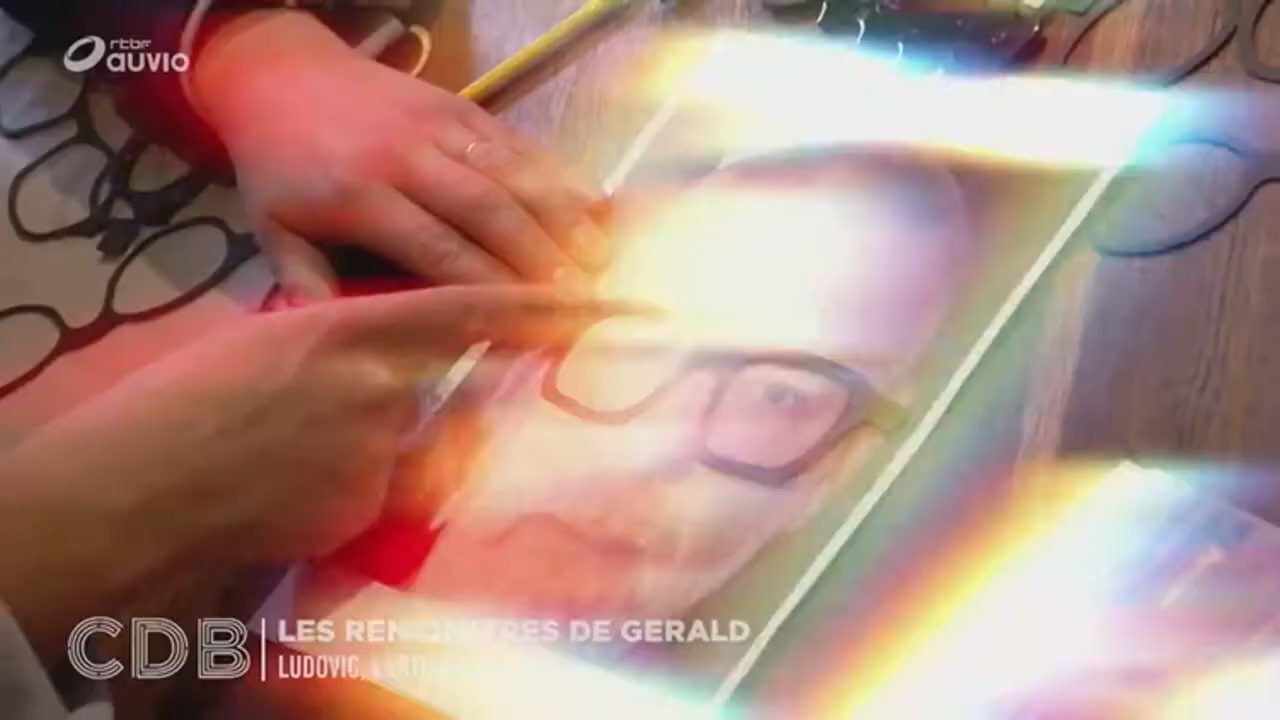 rtbf
auvio
CDB
LES RENCONTRES DE GERALD
LUDOVIC,